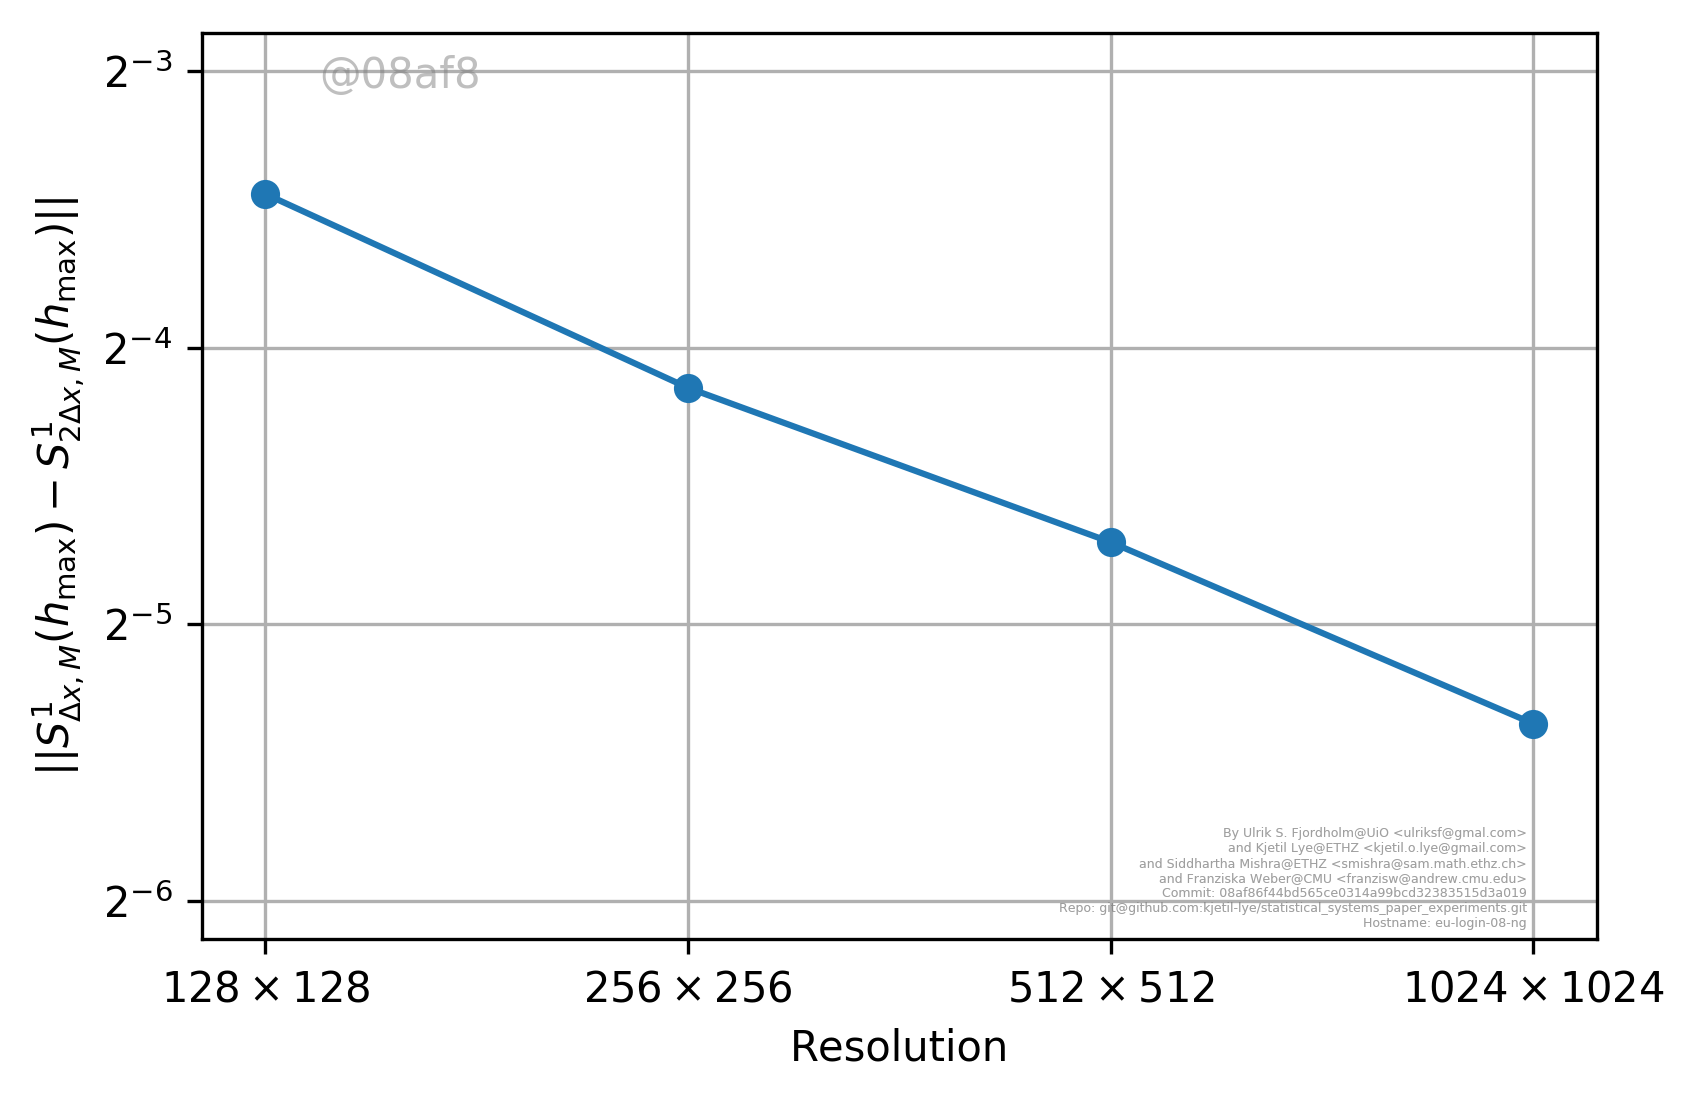 2⁻³
@08af8
2⁻⁴
2⁻⁵
2⁻⁶
||S¹_{Δx, M}(h_max) − S¹_{2Δx, M}(h_max)||
By Ulrik S. Fjordholm@UiO <ulriksf@gmal.com>
and Kjetil Lye@ETHZ <kjetil.o.lye@gmail.com>
and Siddhartha Mishra@ETHZ <smishra@sam.math.ethz.ch>
and Franziska Weber@CMU <franzisw@andrew.cmu.edu>
Commit: 08af86f44bd565ce0314a99bcd32383515d3a019
Repo: git@github.com:kjetil-lye/statistical_systems_paper_experiments.git
Hostname: eu-login-08-ng
128 × 128 256 × 256 512 × 512 1024 × 1024
Resolution